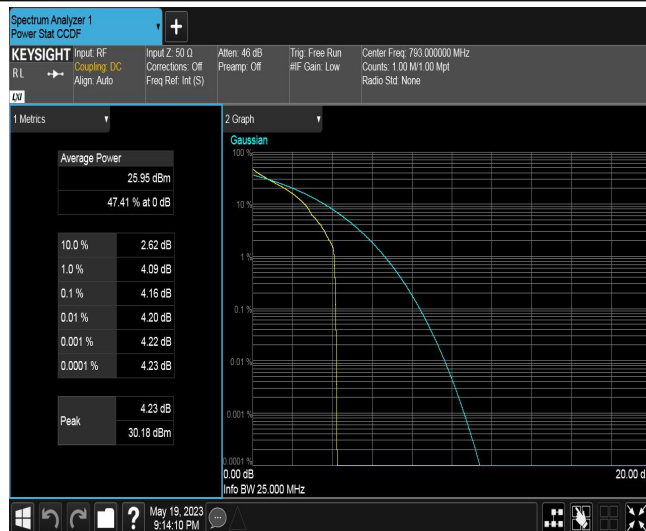 Spectrum Analyzer 1
Power Stat CCDF
+
KEYSIGHT
RL
LXI
Input: RF
Coupling: DC
Align: Auto
Input Z: 50 Ω
Corrections: Off
Freq Ref: Int (S)
Atten: 46 dB
Preamp: Off
Trig: Free Run
#IF Gain: Low
Center Freq: 793.000000 MHz
Counts: 1.00 M/1.00 Mpt
Radio Std: None
1 Metrics
Average Power
25.95 dBm
47.41 % at 0 dB
10.0 % 2.62 dB
1.0 % 4.09 dB
0.1 % 4.16 dB
0.01 % 4.20 dB
0.001 % 4.22 dB
0.0001 % 4.23 dB
Peak
4.23 dB
30.18 dBm
2 Graph
Gaussian
100 %
10 %
1 %
0.1 %
0.01 %
0.001 %
0.0001 %
0.00 dB
20.00 d
Info BW 25.000 MHz
?
May 19, 2023
9:14:10 PM